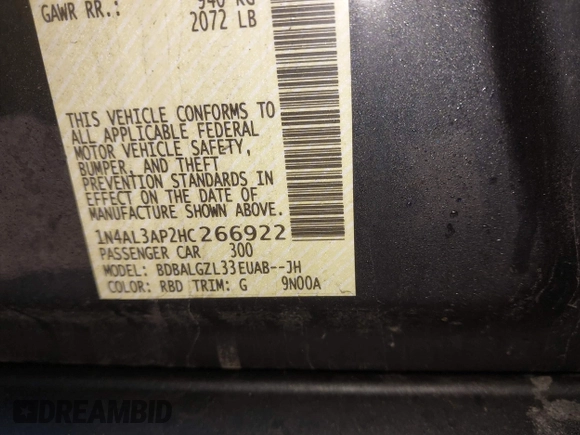 GAWR RR.: 940 KG
2072 LB
THIS VEHICLE CONFORMS TO
ALL APPLICABLE FEDERAL
MOTOR VEHICLE SAFETY,
BUMPER, AND THEFT
PREVENTION STANDARDS IN
EFFECT ON THE DATE OF
MANUFACTURE SHOWN ABOVE.
1N4AL3AP2HC266922
PASSENGER CAR 300
MODEL: BDBALGZL33EUAB--JH
COLOR: RBD TRIM: G 9N00A
DREAMBID